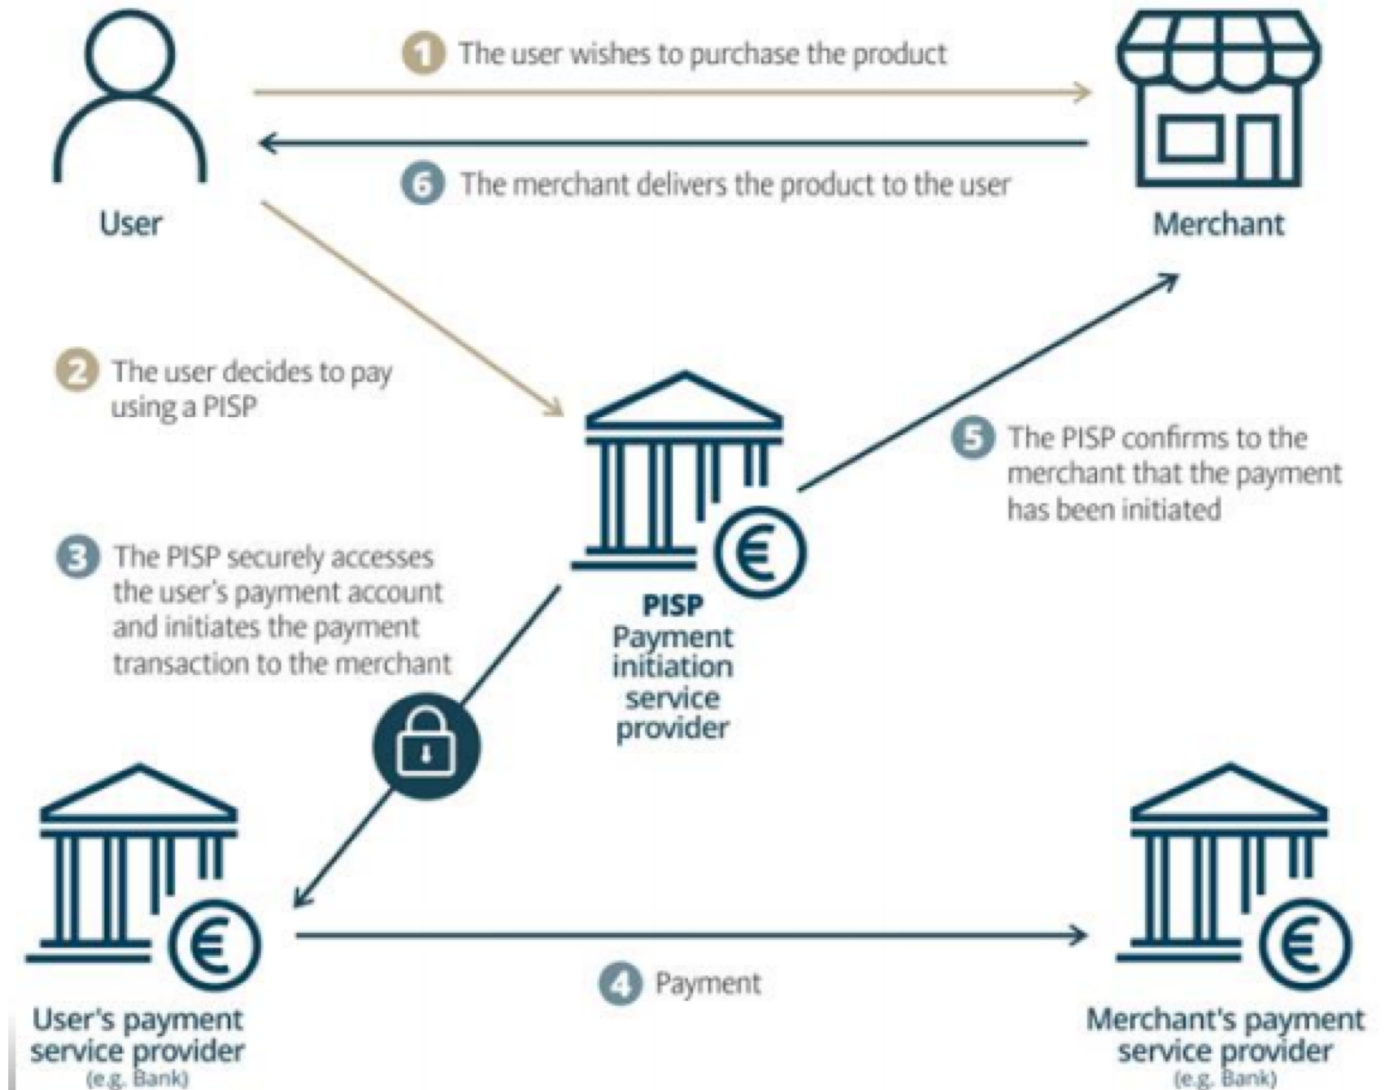 1 The user wishes to purchase the product
6 The merchant delivers the product to the user
User
Merchant
2 The user decides to pay
using a PISP
5 The PISP confirms to the
merchant that the payment
has been initiated
3 The PISP securely accesses
the user's payment account
and initiates the payment
transaction to the merchant
€
PISP
Payment
initiation
service
provider
€
€
4 Payment
User's payment
service provider
(e.g. Bank)
Merchant's payment
service provider
(e.g. Bank)